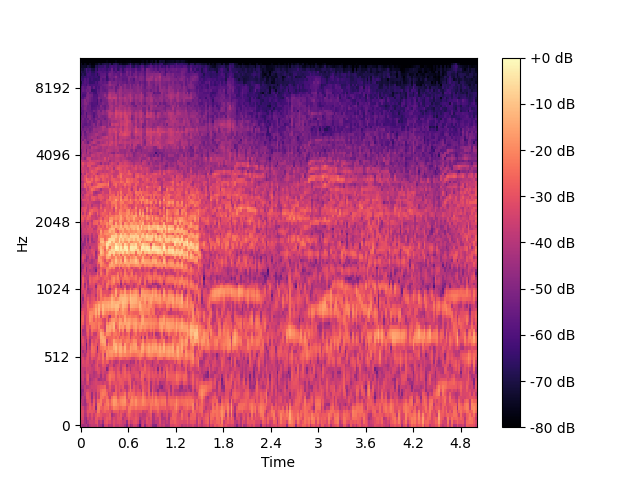 8192
4096
2048
1024
512
0
Hz
0 0.6 1.2 1.8 2.4 3 3.6 4.2 4.8
Time
+0 dB
-10 dB
-20 dB
-30 dB
-40 dB
-50 dB
-60 dB
-70 dB
-80 dB